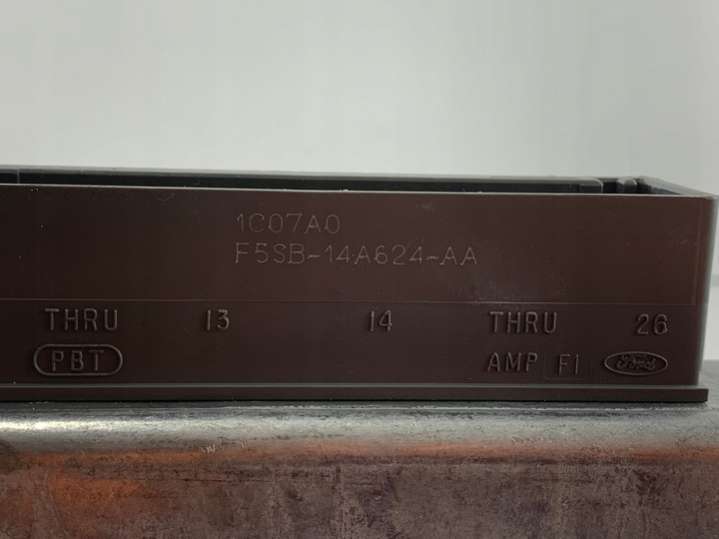 1C07A0
F5SB-14A624-AA
THRU 13 14 THRU 26
PBT AMP F1 Ford